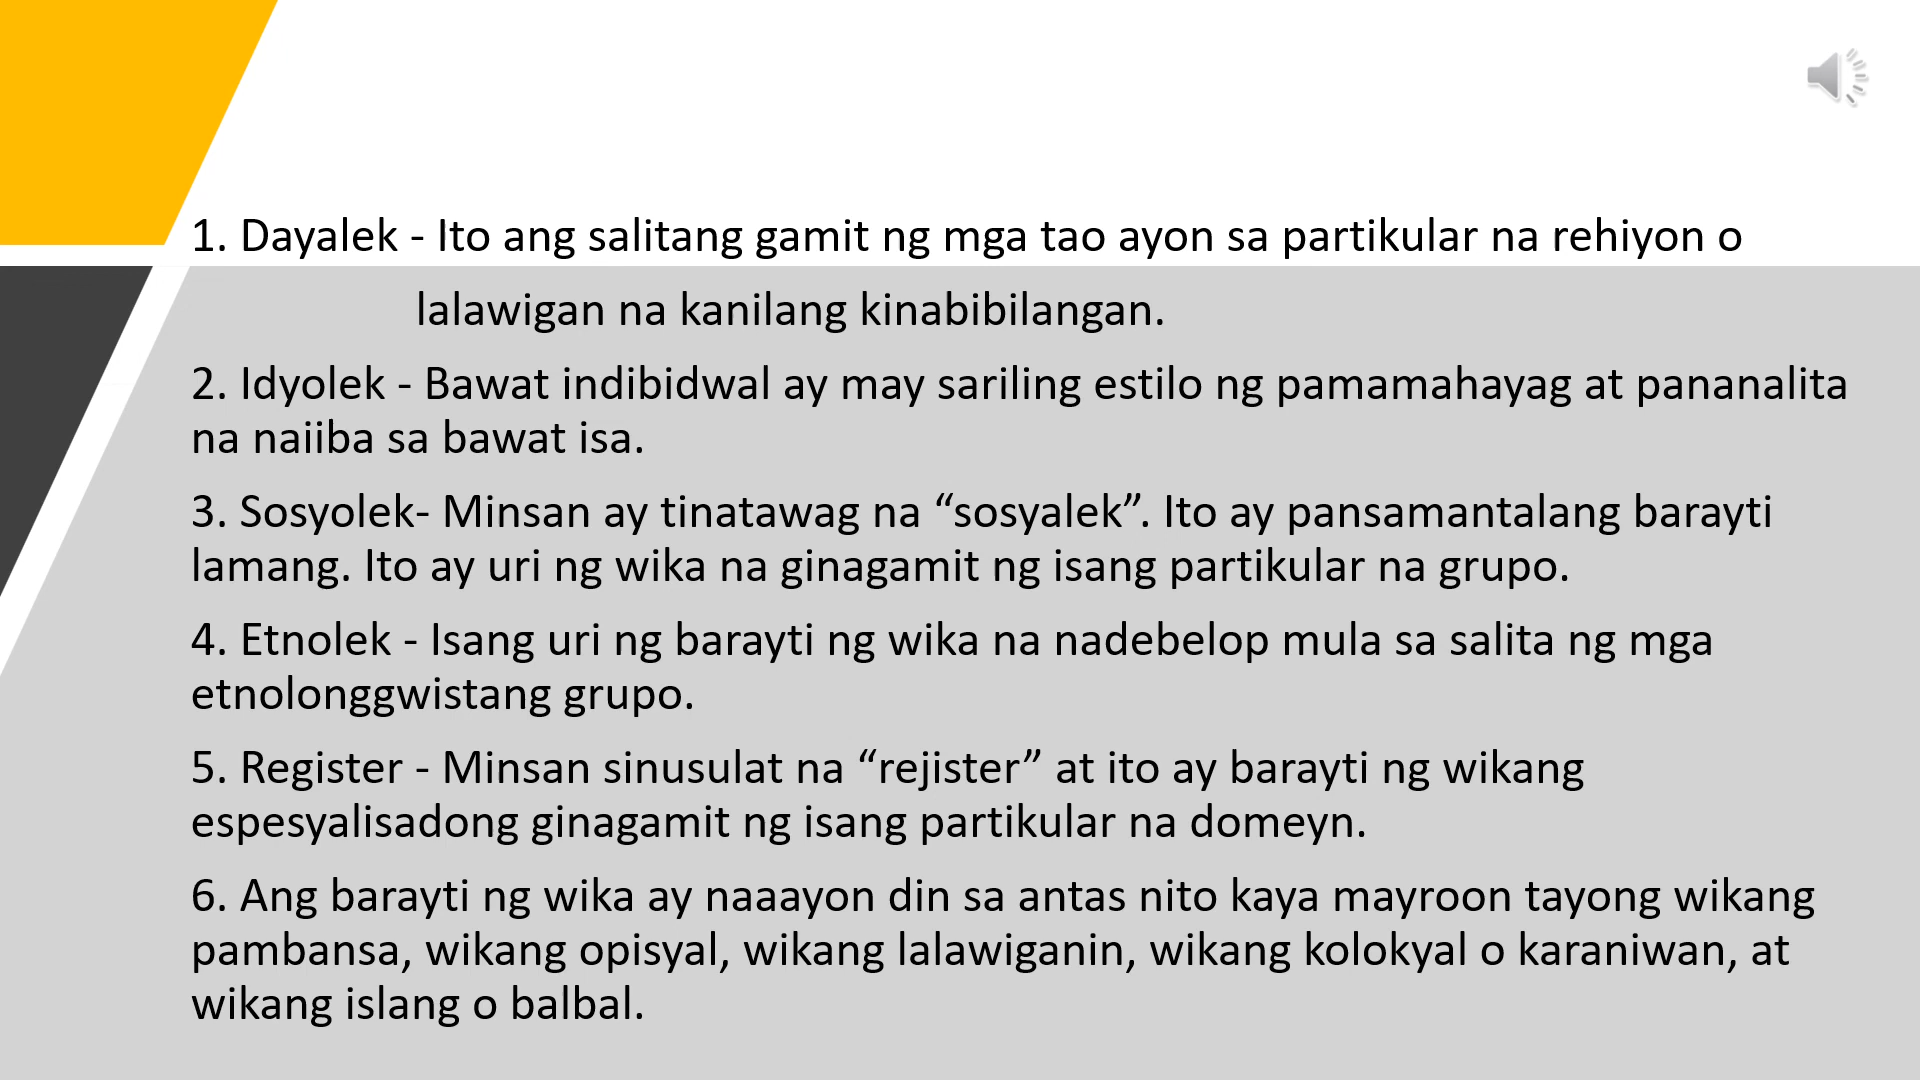 1. Dayalek - Ito ang salitang gamit ng mga tao ayon sa partikular na rehiyon o
lalawigan na kanilang kinabibilangan.
2. Idyolek - Bawat indibidwal ay may sariling estilo ng pamamahayag at pananalita
na naiiba sa bawat isa.
3. Sosyolek- Minsan ay tinatawag na “sosyalek”. Ito ay pansamantalang barayti
lamang. Ito ay uri ng wika na ginagamit ng isang partikular na grupo.
4. Etnolek - Isang uri ng barayti ng wika na nadebelop mula sa salita ng mga
etnolonggwistang grupo.
5. Register - Minsan sinusulat na “rejister” at ito ay barayti ng wikang
espesyalisadong ginagamit ng isang partikular na domeyn.
6. Ang barayti ng wika ay naaayon din sa antas nito kaya mayroon tayong wikang
pambansa, wikang opisyal, wikang lalawiganin, wikang kolokyal o karaniwan, at
wikang islang o balbal.